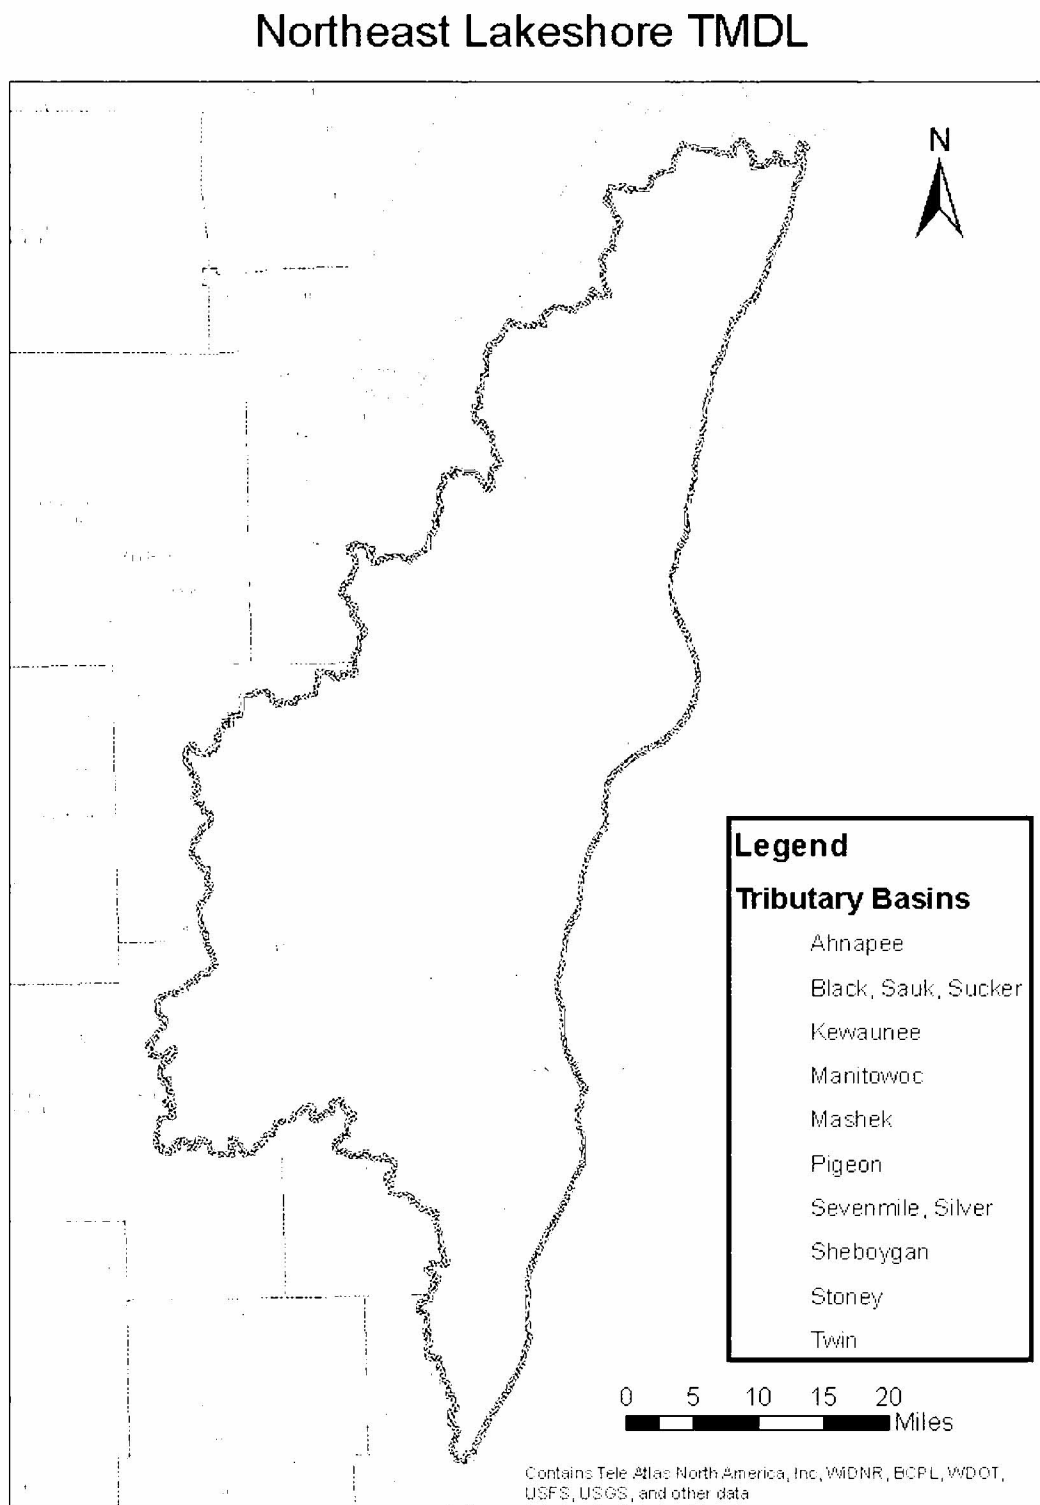 Northeast Lakeshore TMDL
N
Legend
Tributary Basins
Ahnapee
Black, Sauk, Sucker
Kewaunee
Manitowoc
Mashek
Pigeon
Sevenmile, Silver
Sheboygan
Stoney
Twin
0 5 10 15 20
Miles
Contains Tele Atlas North America, Inc, WiDNR, BCPL, WDOT,
USFS, USGS, and other data